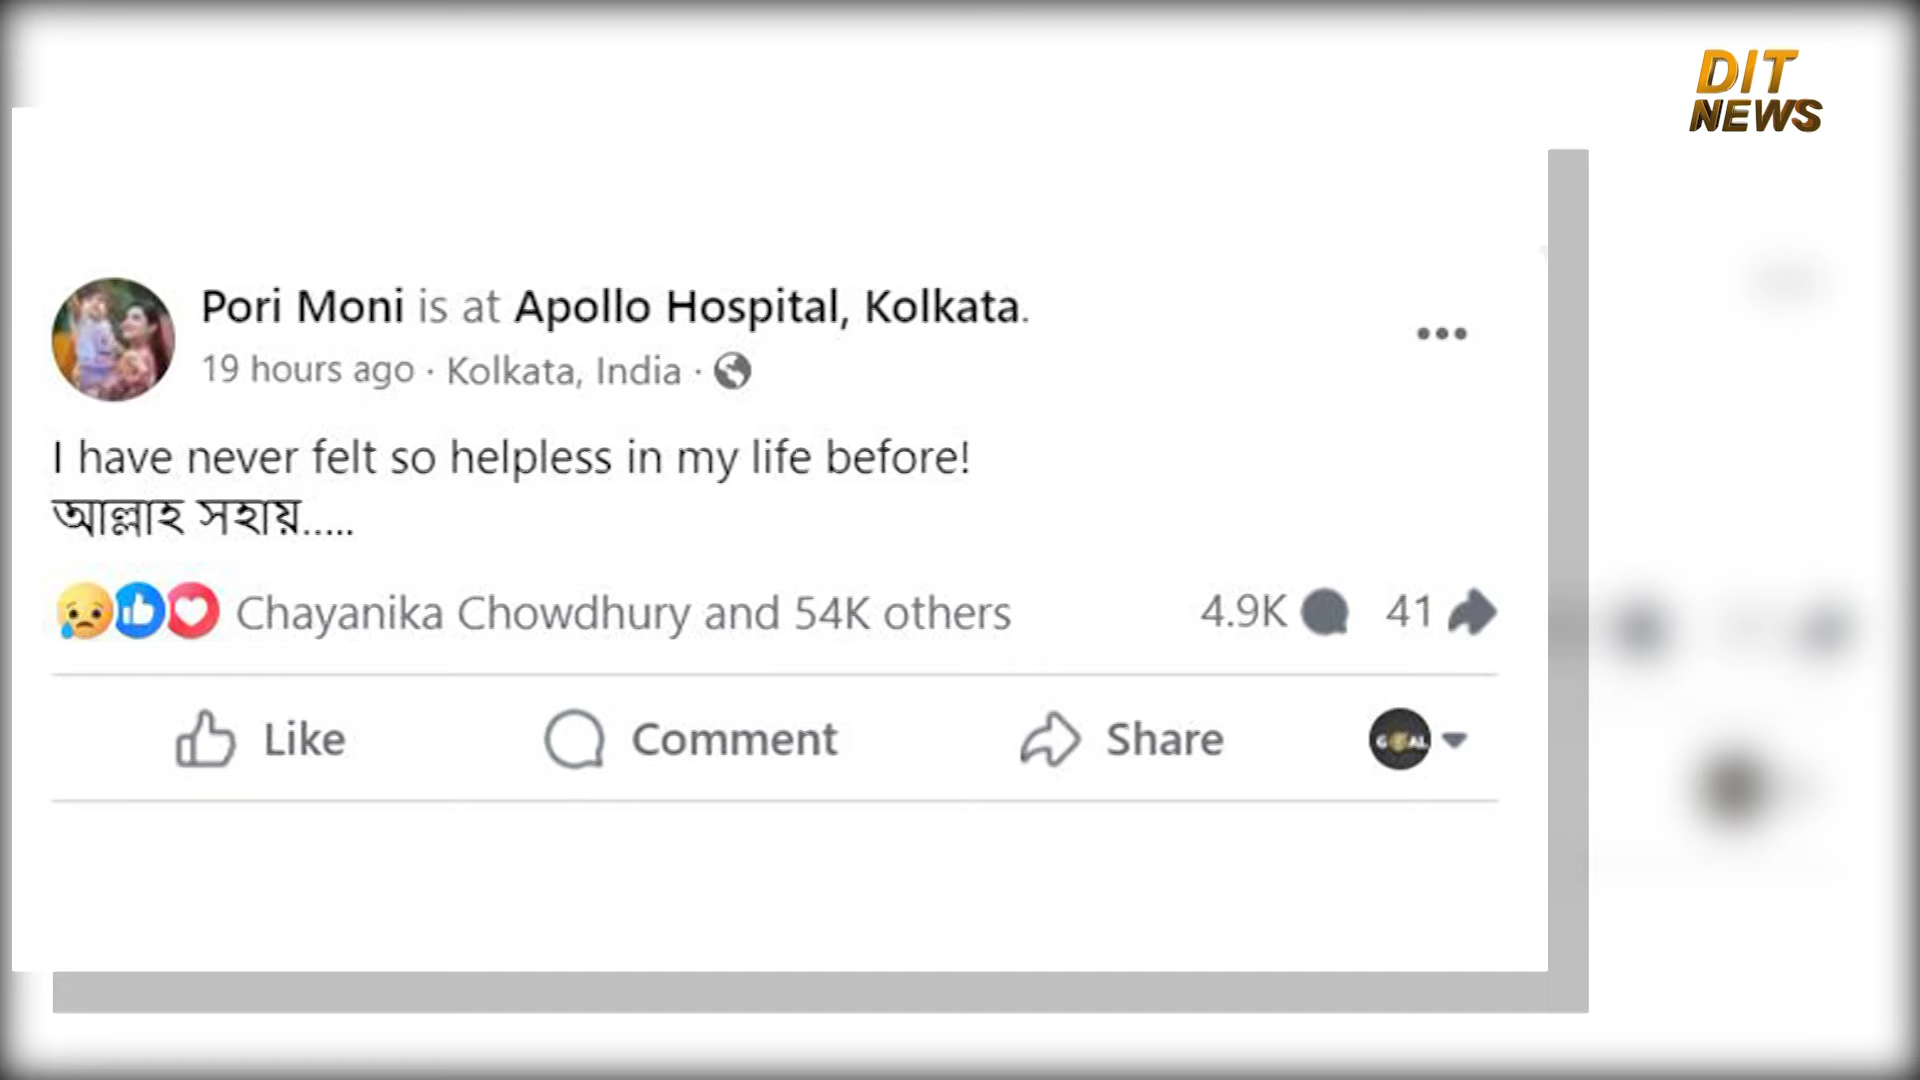 DIT
NEWS
Pori Moni is at Apollo Hospital, Kolkata.
19 hours ago · Kolkata, India ·
I have never felt so helpless in my life before!
আল্লাহ সহায়.....
Chayanika Chowdhury and 54K others
4.9K 41
Like Comment Share GOAL